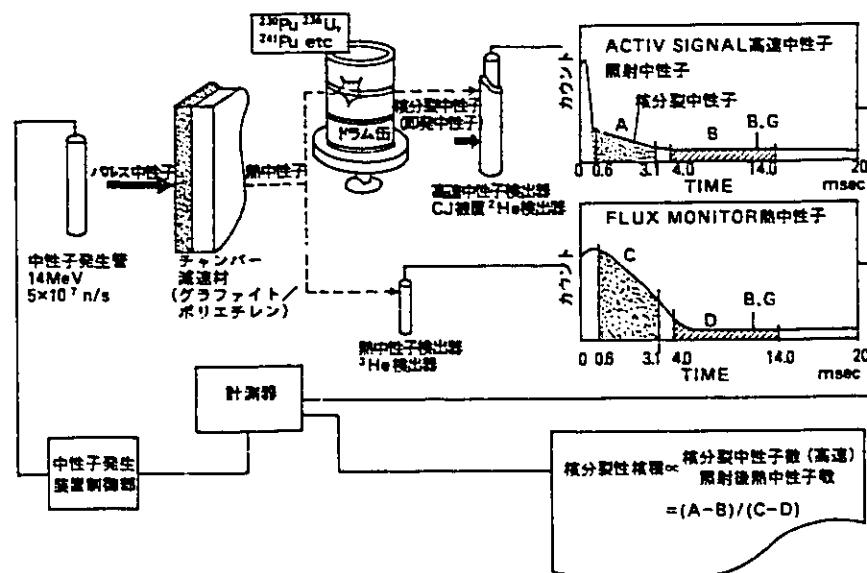 ²³⁰Pu ²³⁶U,
²⁴¹Pu etc
パルス中性子
中性子発生管
14MeV
5×10⁷n/s
熱中性子
チャンバー
減速材
(グラファイト/
ポリエチレン)
ドラム缶
核分裂中性子
(即発中性子)
高速中性子検出器
CJ被覆²He検出器
熱中性子検出器
³He検出器
ACTIV SIGNAL高速中性子
照射中性子
核分裂中性子
カウント
A
B
B.G
0 0.6 3.1 4.0 14.0 20
TIME
msec
FLUX MONITOR熱中性子
カウント
C
D
B.G
0 0.6 3.1 4.0 14.0 20
TIME
msec
計測器
中性子発生
装置制御器
核分裂性核種∝核分裂中性子数(高速)
照射後熱中性子数
=(A-B)/(C-D)